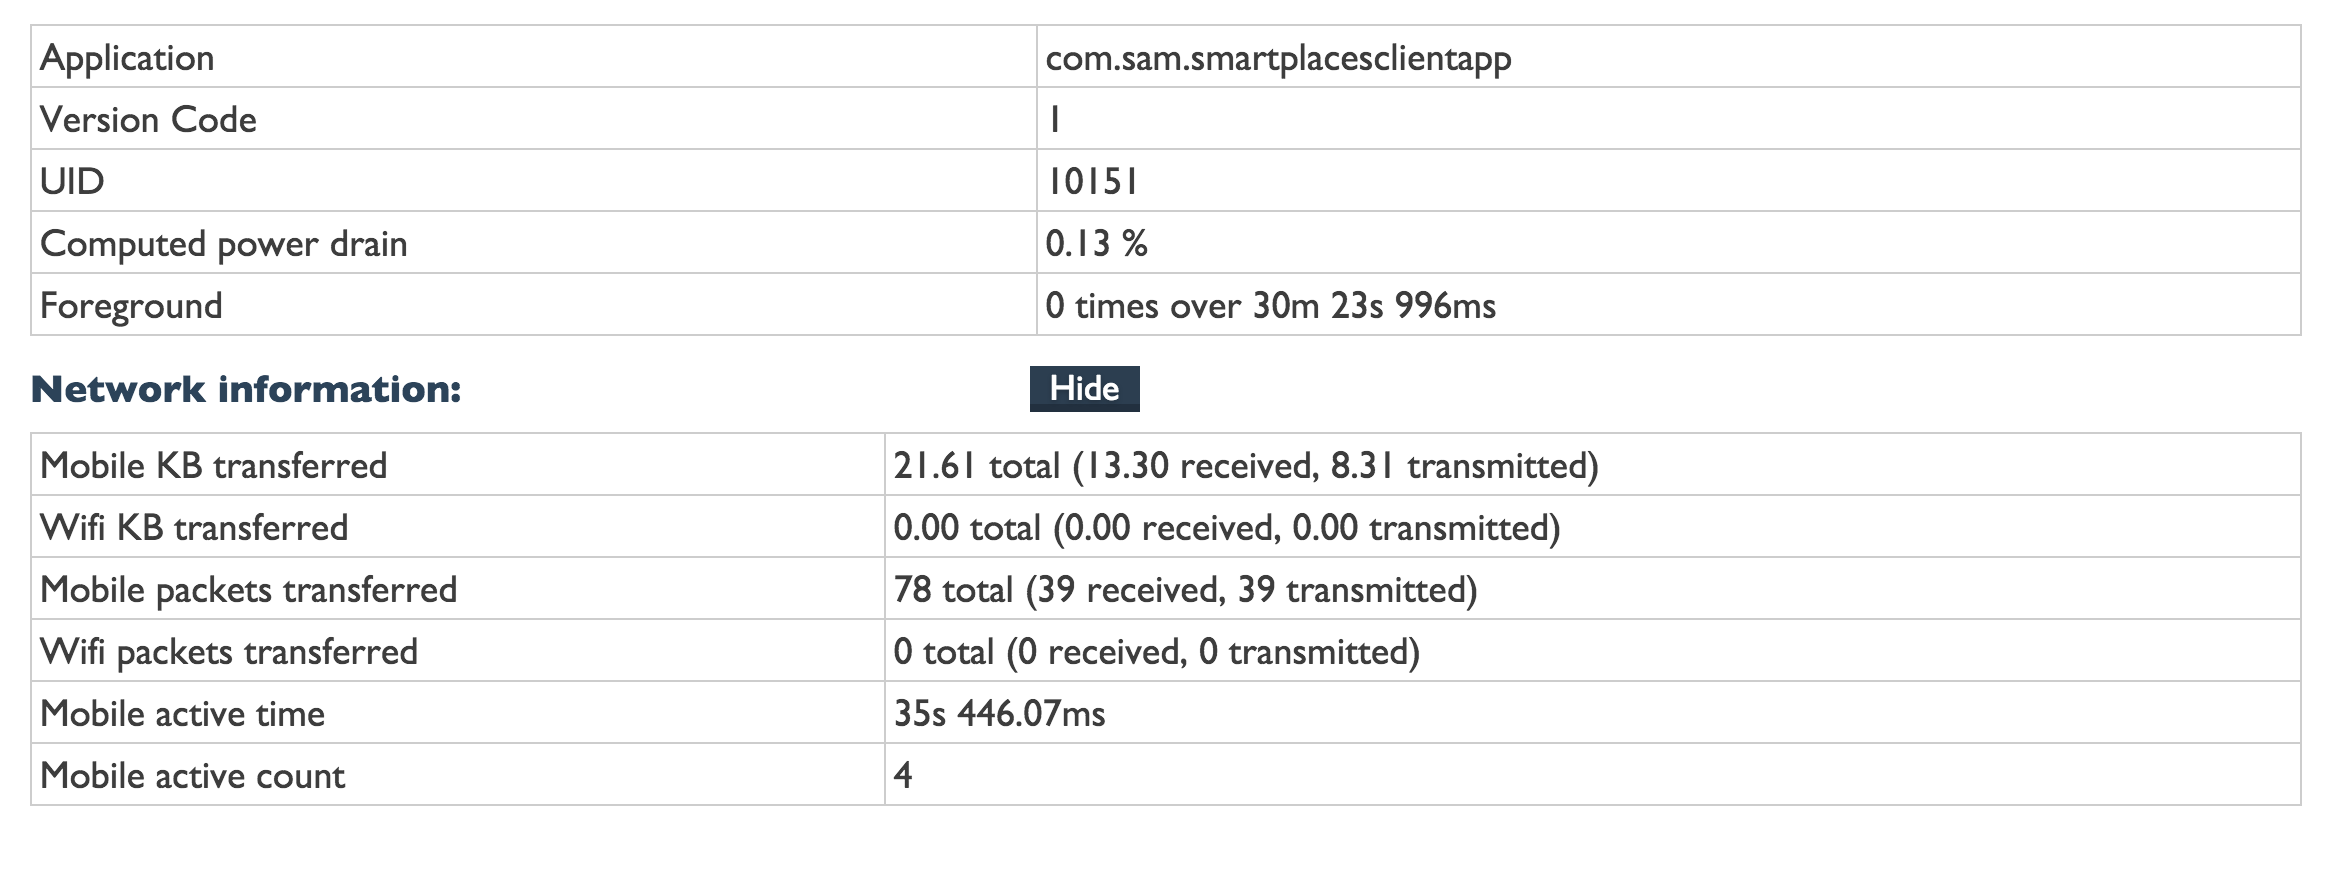 Application com.sam.smartplacesclientapp
Version Code 1
UID 10151
Computed power drain 0.13 %
Foreground 0 times over 30m 23s 996ms
Network information: Hide
Mobile KB transferred 21.61 total (13.30 received, 8.31 transmitted)
Wifi KB transferred 0.00 total (0.00 received, 0.00 transmitted)
Mobile packets transferred 78 total (39 received, 39 transmitted)
Wifi packets transferred 0 total (0 received, 0 transmitted)
Mobile active time 35s 446.07ms
Mobile active count 4